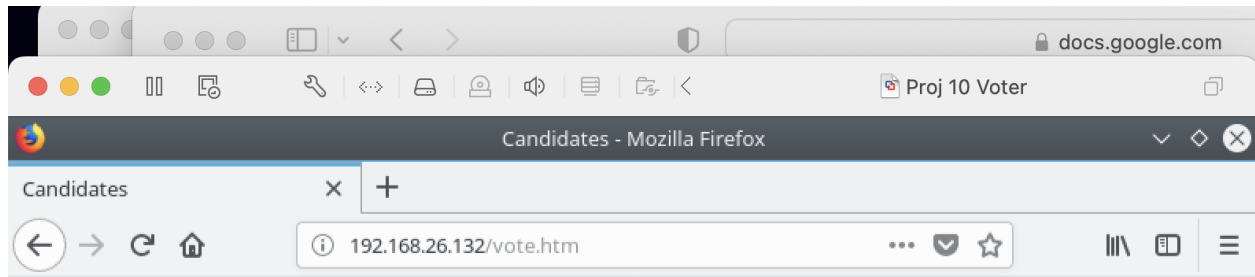 docs.google.com
Proj 10 Voter
Candidates - Mozilla Firefox
Candidates
192.168.26.132/vote.htm